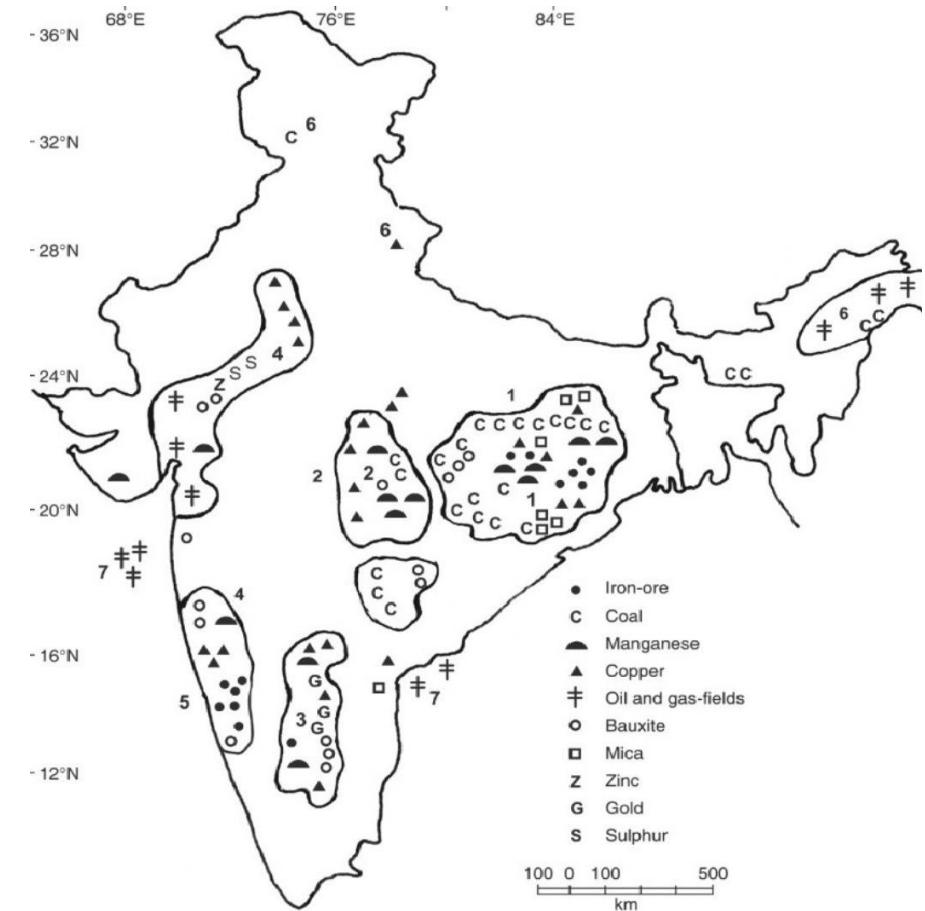 68°E 76°E 84°E
36°N
C 6
32°N
6
28°N
6
C C
S S 4
24°N
C C
Z
1
C C C C C C C C
C
C C
2 2 C
C
C 1
C
20°N
C
C
C
7
C
C
C
4
16°N
G
5
7
G
3 G
12°N
Iron-ore
C Coal
Manganese
Copper
Oil and gas-fields
Bauxite
Mica
Z Zinc
G Gold
S Sulphur
100 0 100 500
km